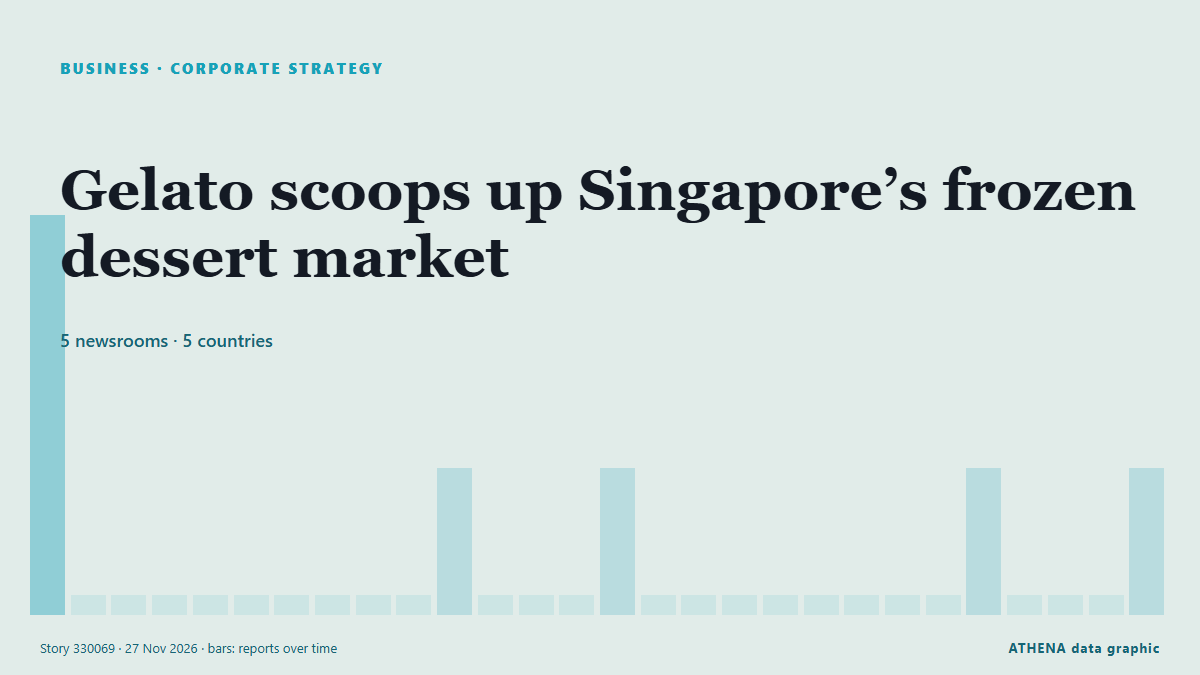 BUSINESS · CORPORATE STRATEGY
Gelato scoops up Singapore’s frozen
dessert market
5 newsrooms · 5 countries
Story 330069 · 27 Nov 2026 · bars: reports over time
ATHENA data graphic